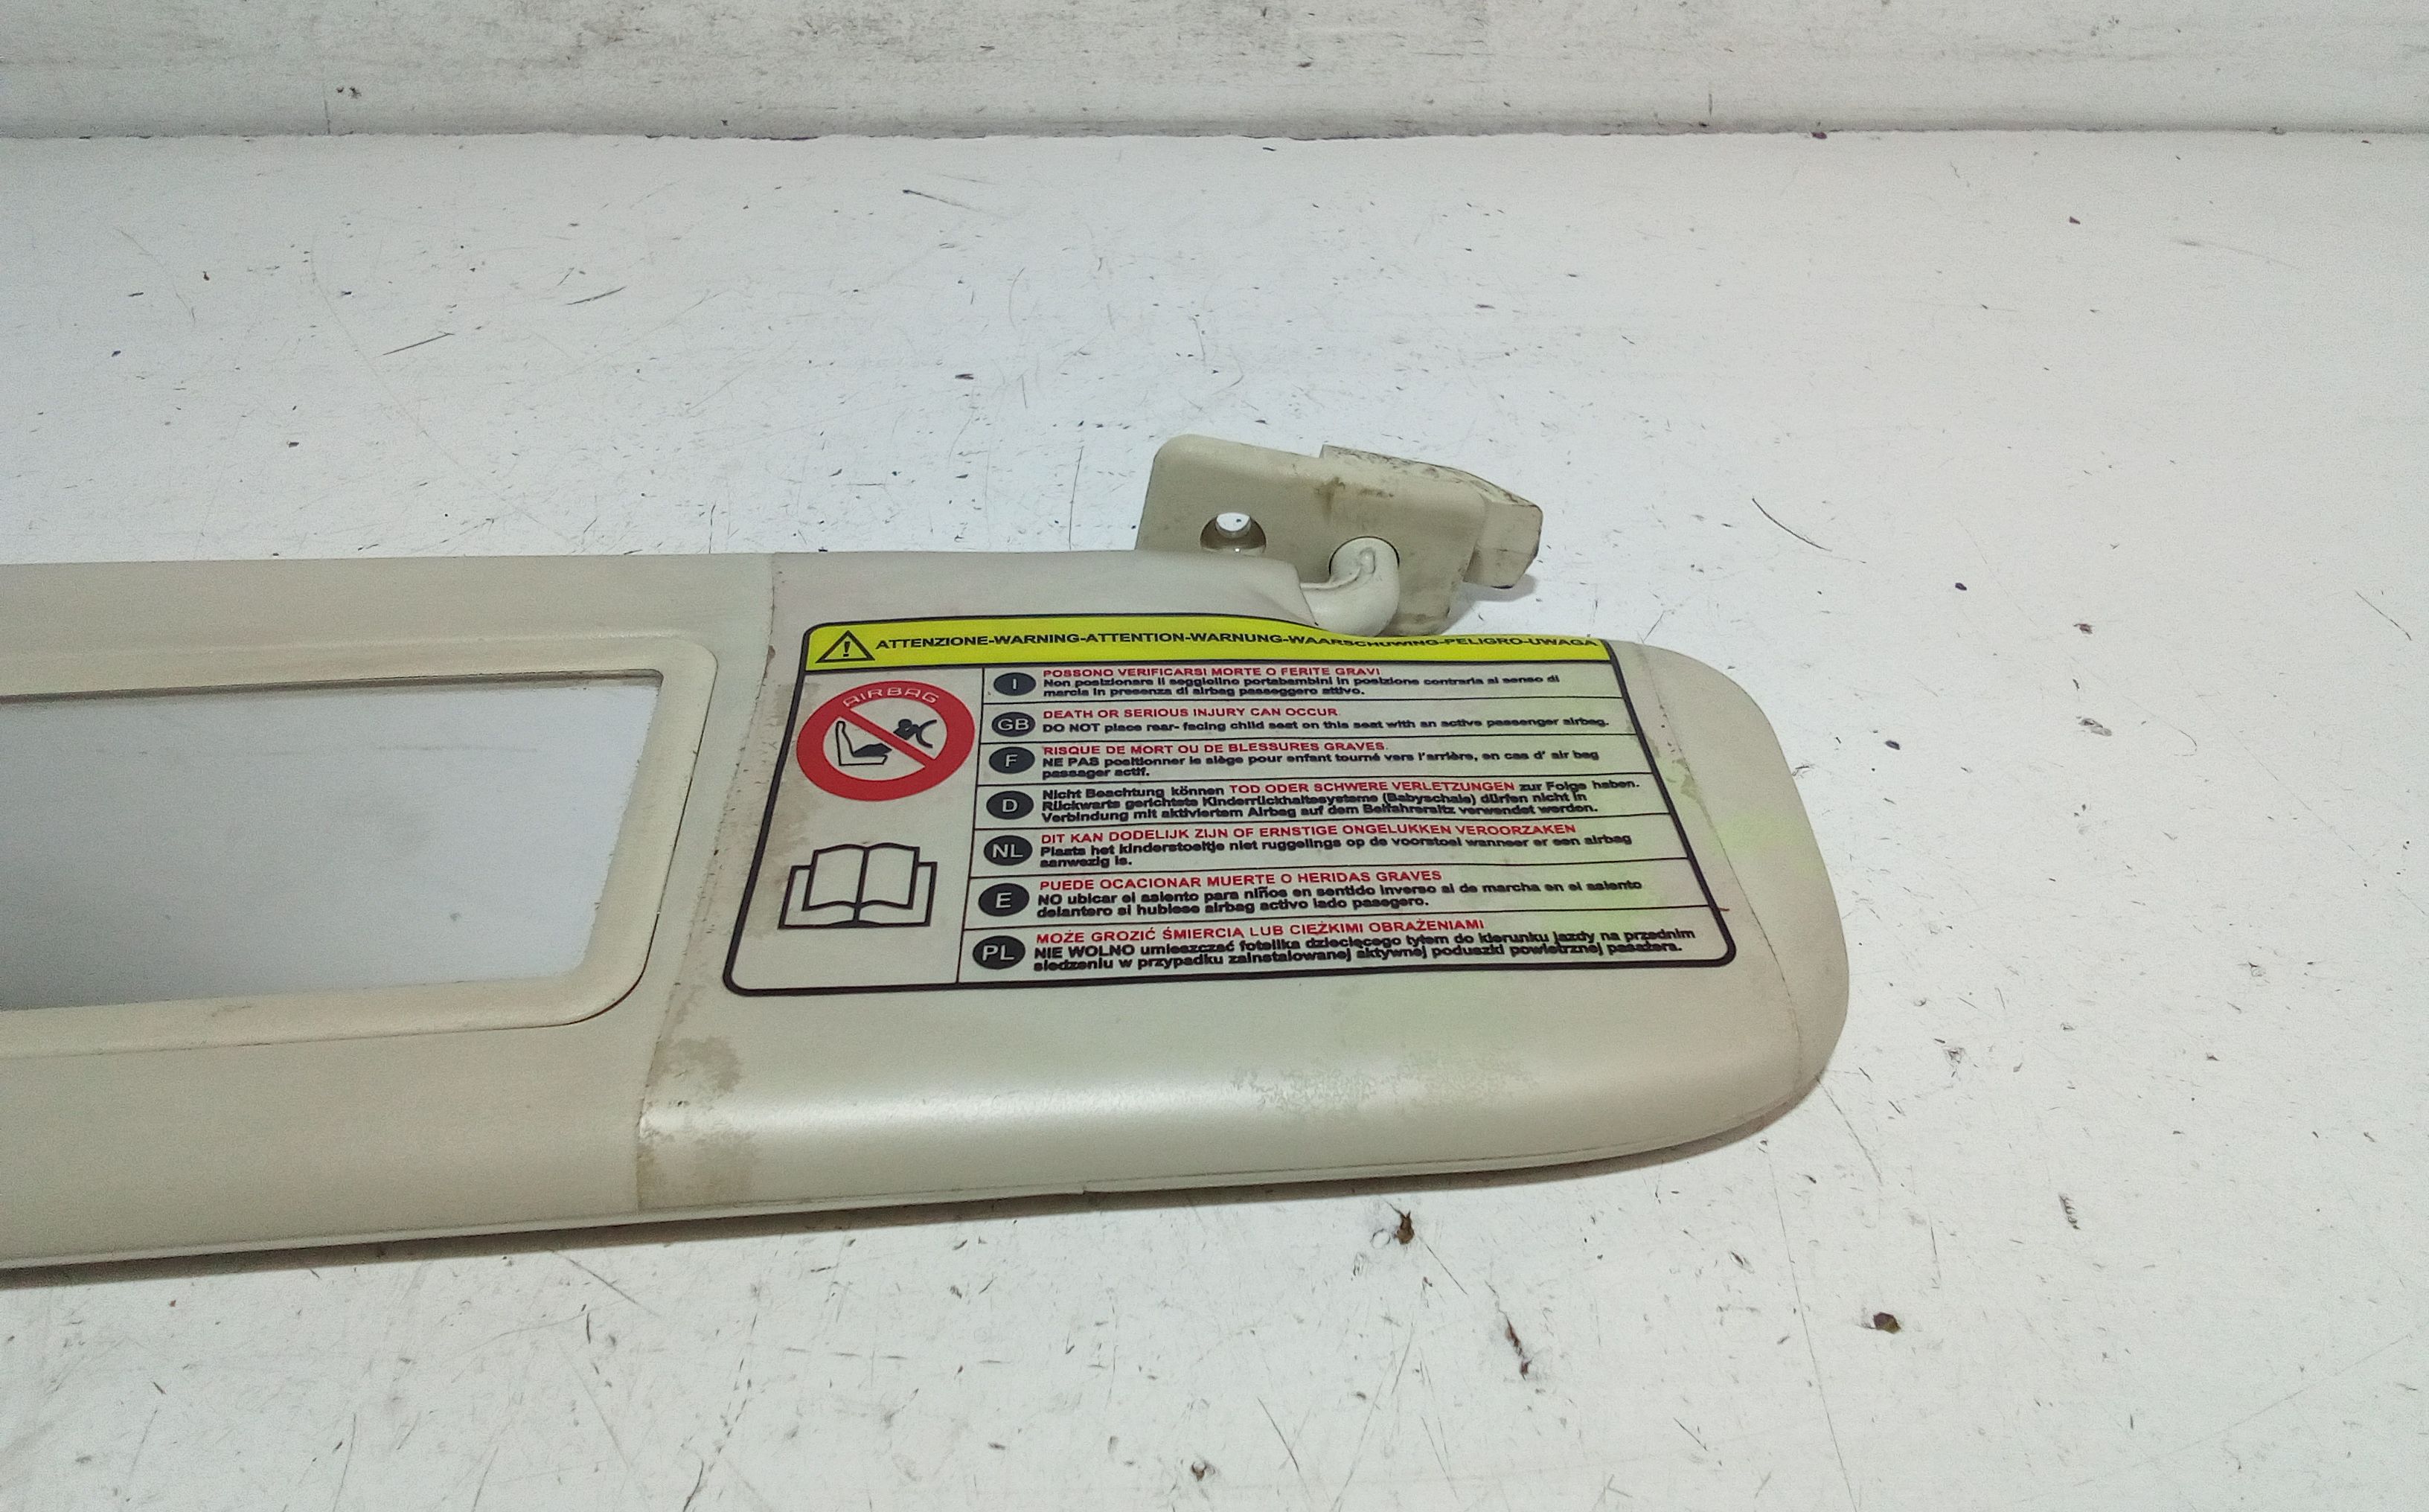 ATTENZIONE-WARNING-ATTENTION-WARNUNG-WAARSCHUWING-PELIGRO-UWAGA
AIRBAG
I
POSSONO VERIFICARSI MORTE O FERITE GRAVI
Non posizionare il seggiolino portabambini in posizione contraria al senso di
marcia in presenza di airbag passeggero attivo.
GB
DEATH OR SERIOUS INJURY CAN OCCUR
DO NOT place rear- facing child seat on this seat with an active passenger airbag.
F
RISQUE DE MORT OU DE BLESSURES GRAVES.
NE PAS positionner le siège pour enfant tourné vers l'arrière, en cas d' air bag
passager actif.
D
Nicht Beachtung können TOD ODER SCHWERE VERLETZUNGEN zur Folge haben.
Rückwarts gerichtete Kinderrückhaltesysteme (Babyschale) dürfen nicht in
Verbindung mit aktiviertem Airbag auf dem Beifahrersitz verwendet werden.
NL
DIT KAN DODELIJK ZIJN OF ERNSTIGE ONGELUKKEN VEROORZAKEN
Plaats het kinderstoeltje niet ruggelings op de voorstoel wanneer er een airbag
aanwezig is.
E
PUEDE OCACIONAR MUERTE O HERIDAS GRAVES
NO ubicar el asiento para niños en sentido inverso al de marcha en el asiento
delantero si hubiese airbag activo lado pasegero.
PL
MOŻE GROZIĆ ŚMIERCIĄ LUB CIĘŻKIMI OBRAŻENIAMI
NIE WOLNO umieszczać fotelika dziecięcego tyłem do kierunku jazdy na przednim
siedzeniu w przypadku zainstalowanej aktywnej poduszki powietrznej pasażera.